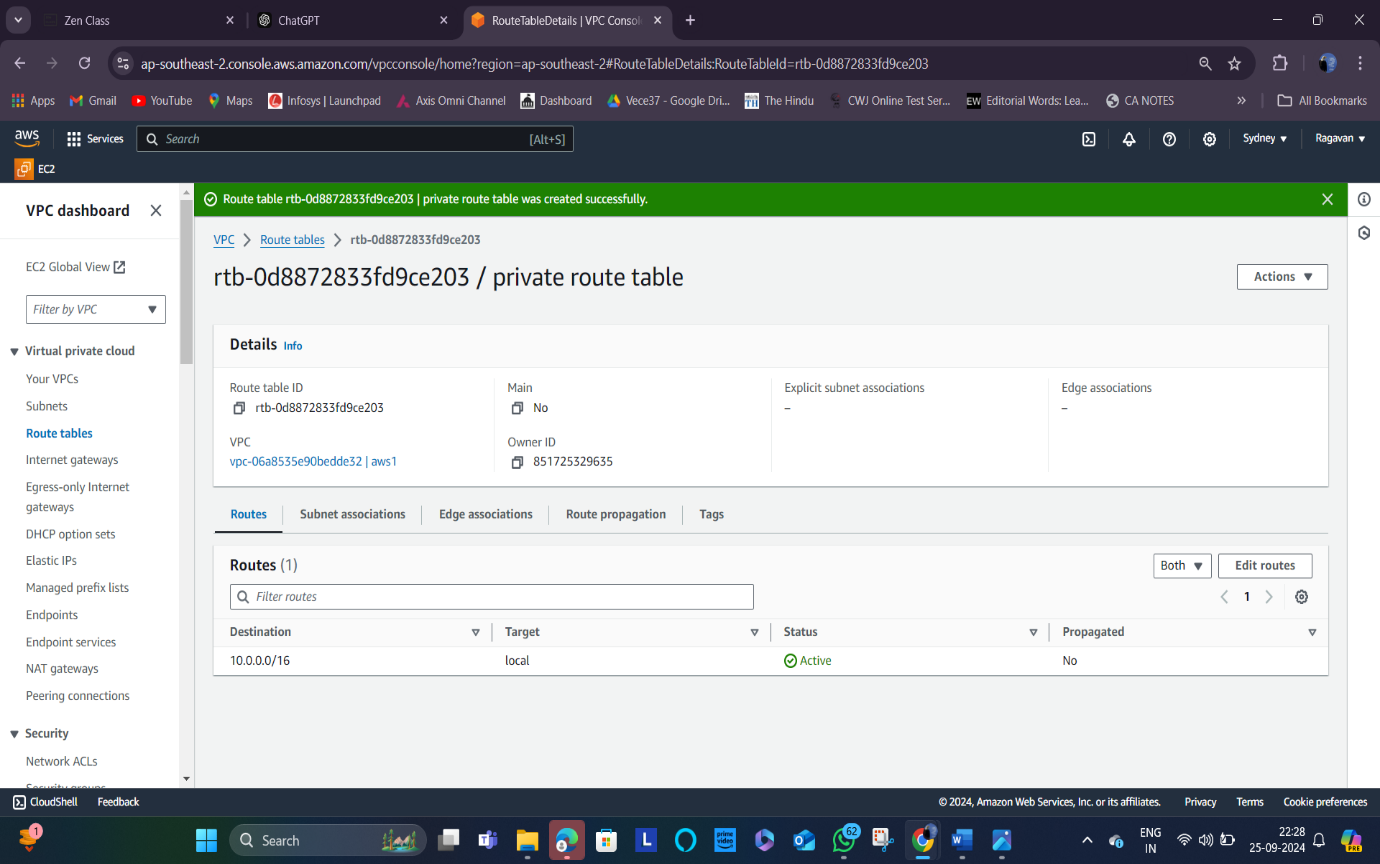 Zen Class
ChatGPT
RouteTableDetails | VPC Consol
ap-southeast-2.console.aws.amazon.com/vpcconsole/home?region=ap-southeast-2#RouteTableDetails:RouteTableId=rtb-0d8872833fd9ce203
Apps Gmail YouTube Maps Infosys | Launchpad Axis Omni Channel Dashboard Vece37 - Google Dri... The Hindu CWJ Online Test Ser... EW Editorial Words: Lea... CA NOTES » All Bookmarks
aws Services Search [Alt+S] Sydney Ragavan
EC2
VPC dashboard
EC2 Global View
Filter by VPC
Virtual private cloud
Your VPCs
Subnets
Route tables
Internet gateways
Egress-only Internet
gateways
DHCP option sets
Elastic IPs
Managed prefix lists
Endpoints
Endpoint services
NAT gateways
Peering connections
Security
Network ACLs
Security groups
Route table rtb-0d8872833fd9ce203 | private route table was created successfully.
VPC > Route tables > rtb-0d8872833fd9ce203
rtb-0d8872833fd9ce203 / private route table
Actions
Details Info
Route table ID
rtb-0d8872833fd9ce203
VPC
vpc-06a8535e90bedde32 | aws1
Main
No
Owner ID
851725329635
Explicit subnet associations
–
Edge associations
–
Routes Subnet associations Edge associations Route propagation Tags
Routes (1)
Both Edit routes
Filter routes
1
Destination Target Status Propagated
10.0.0.0/16 local Active No
CloudShell Feedback © 2024, Amazon Web Services, Inc. or its affiliates. Privacy Terms Cookie preferences
1
Search
L
prime video
62
PRE
ENG
IN
22:28
25-09-2024